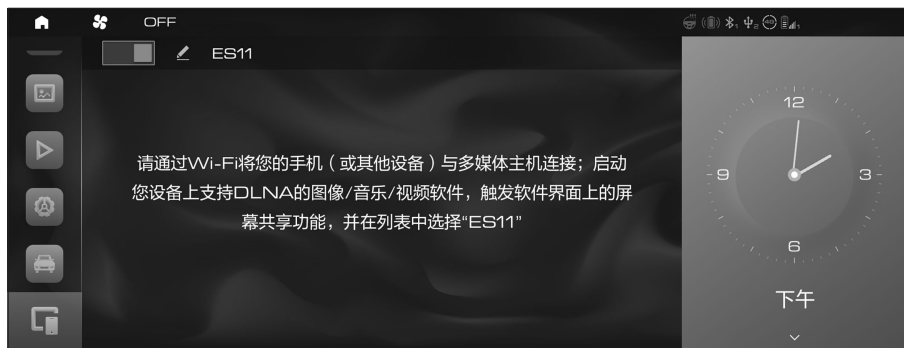 OFF
ES11
请通过Wi-Fi将您的手机（或其他设备）与多媒体主机连接；启动
您设备上支持DLNA的图像/音乐/视频软件，触发软件界面上的屏
幕共享功能，并在列表中选择“ES11”
12
9
3
6
下午